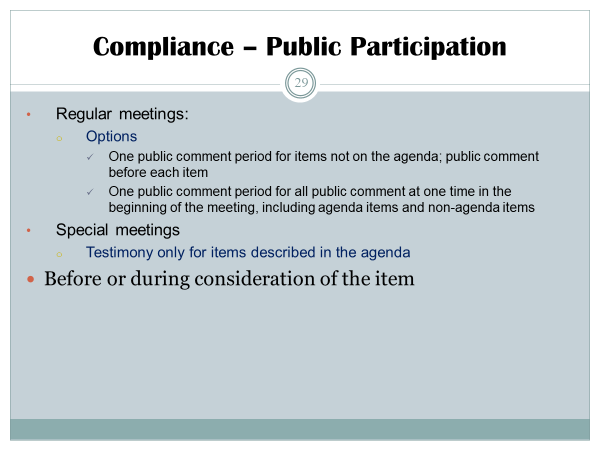 Compliance – Public Participation
29
Regular meetings:
Options
One public comment period for items not on the agenda; public comment
before each item
One public comment period for all public comment at one time in the
beginning of the meeting, including agenda items and non-agenda items
Special meetings
Testimony only for items described in the agenda
Before or during consideration of the item